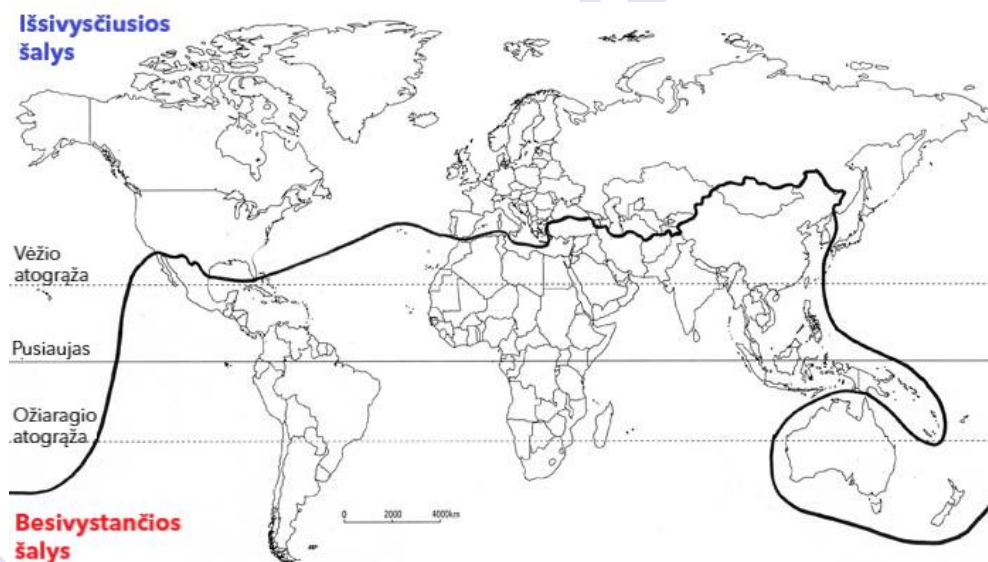 Išsivysčiusios
šalys
Vėžio
atogrąža
Pusiaujas
Ožiaragio
atogrąža
0 2000 4000km
Besivystančios
šalys